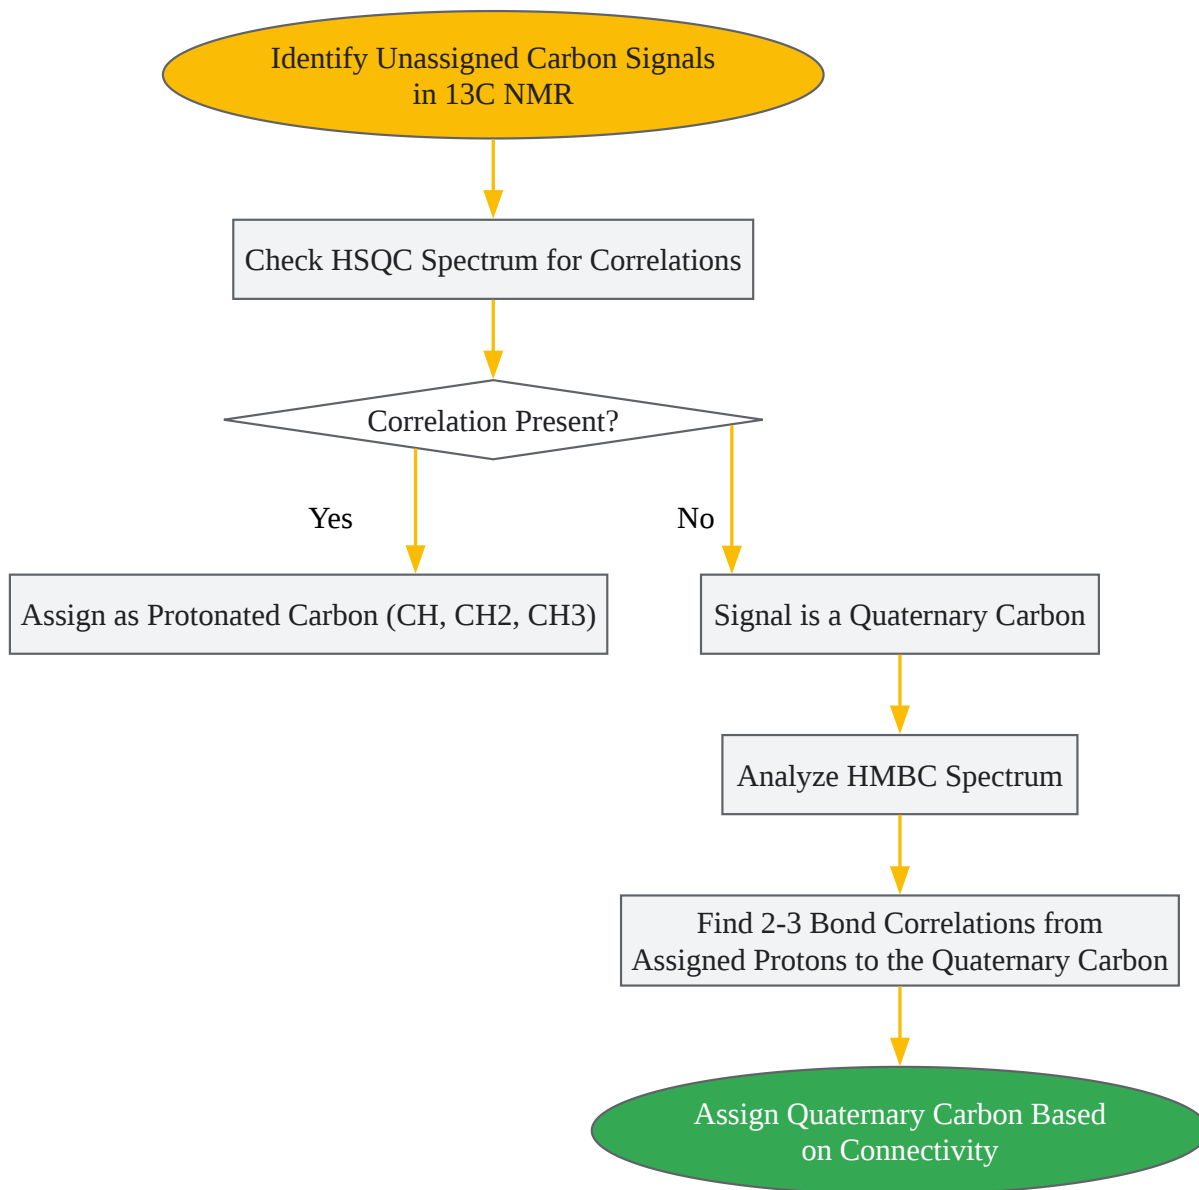 Identify Unassigned Carbon Signals
in 13C NMR
Check HSQC Spectrum for Correlations
Correlation Present?
Yes
No
Assign as Protonated Carbon (CH, CH2, CH3)
Signal is a Quaternary Carbon
Analyze HMBC Spectrum
Find 2-3 Bond Correlations from
Assigned Protons to the Quaternary Carbon
Assign Quaternary Carbon Based
on Connectivity